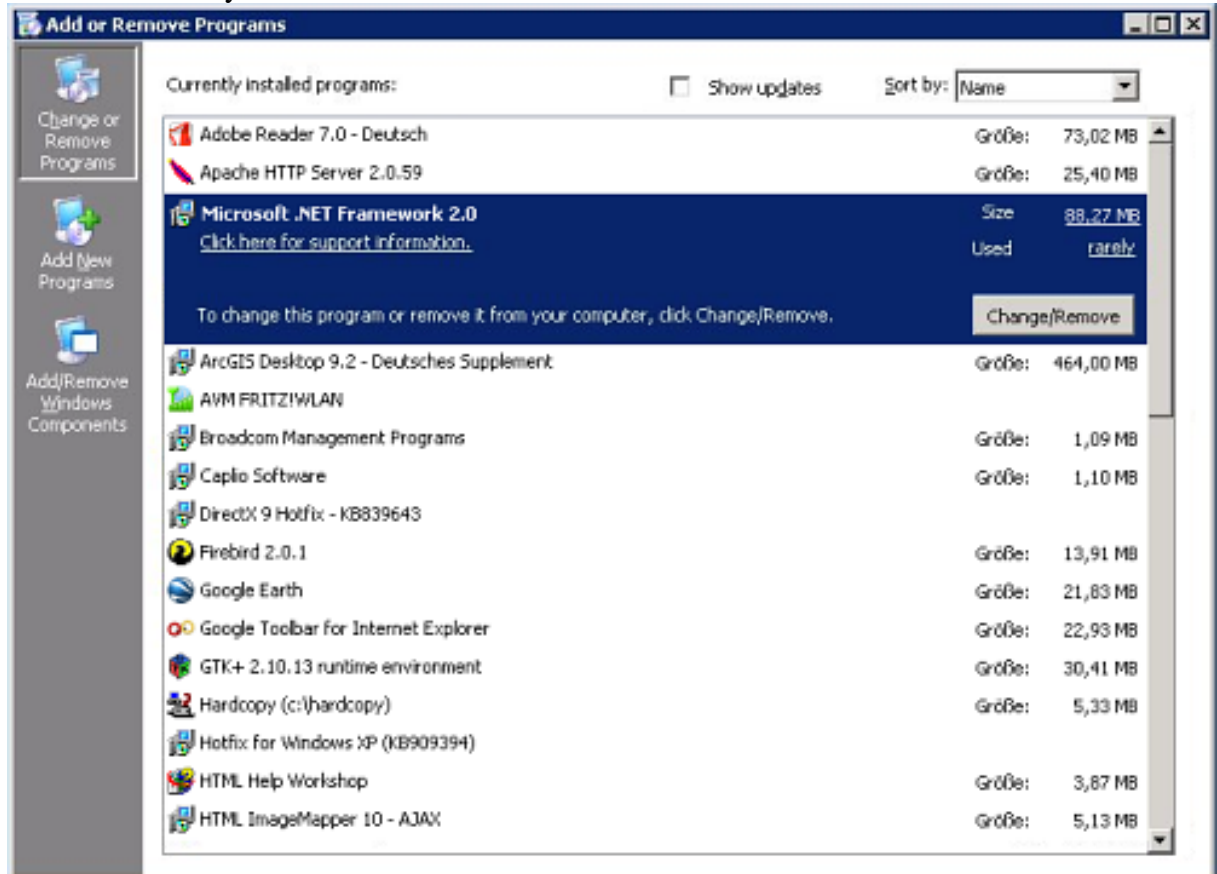 Add or Remove Programs
Change or
Remove
Programs
Add New
Programs
Add/Remove
Windows
Components
Currently installed programs:
Show updates
Sort by: Name
Adobe Reader 7.0 - Deutsch Größe: 73,02 MB
Apache HTTP Server 2.0.59 Größe: 25,40 MB
Microsoft .NET Framework 2.0 Size 88,27 MB
Click here for support information. Used rarely
To change this program or remove it from your computer, click Change/Remove. Change/Remove
ArcGIS Desktop 9.2 - Deutsches Supplement Größe: 464,00 MB
AVM FRITZ!WLAN
Broadcom Management Programs Größe: 1,09 MB
Caplio Software Größe: 1,10 MB
DirectX 9 Hotfix - KB839643
Firebird 2.0.1 Größe: 13,91 MB
Google Earth Größe: 21,83 MB
Google Toolbar for Internet Explorer Größe: 22,93 MB
GTK+ 2.10.13 runtime environment Größe: 30,41 MB
Hardcopy (c:\hardcopy) Größe: 5,33 MB
Hotfix for Windows XP (KB909394)
HTML Help Workshop Größe: 3,87 MB
HTML ImageMapper 10 - AJAX Größe: 5,13 MB